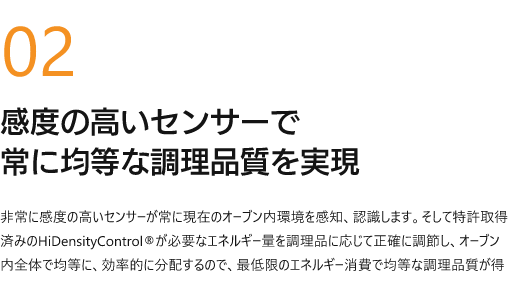 02
感度の高いセンサーで
常に均等な調理品質を実現
非常に感度の高いセンサーが常に現在のオーブン内環境を感知、認識します。そして特許取得
済みのHiDensityControl®が必要なエネルギー量を調理品に応じて正確に調節し、オーブン
内全体で均等に、効率的に分配するので、最低限のエネルギー消費で均等な調理品質が得